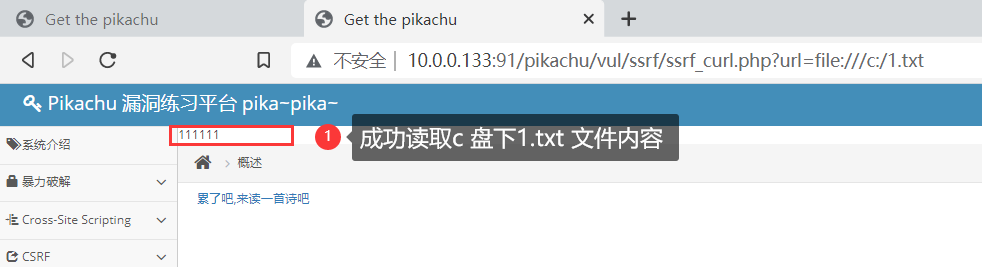 Get the pikachu
Get the pikachu
不安全 | 10.0.0.133:91/pikachu/vul/ssrf/ssrf_curl.php?url=file:///c:/1.txt
Pikachu 漏洞练习平台 pika~pika~
系统介绍
111111
1 成功读取c 盘下1.txt 文件内容
概述
暴力破解
累了吧,来读一首诗吧
Cross-Site Scripting
CSRF